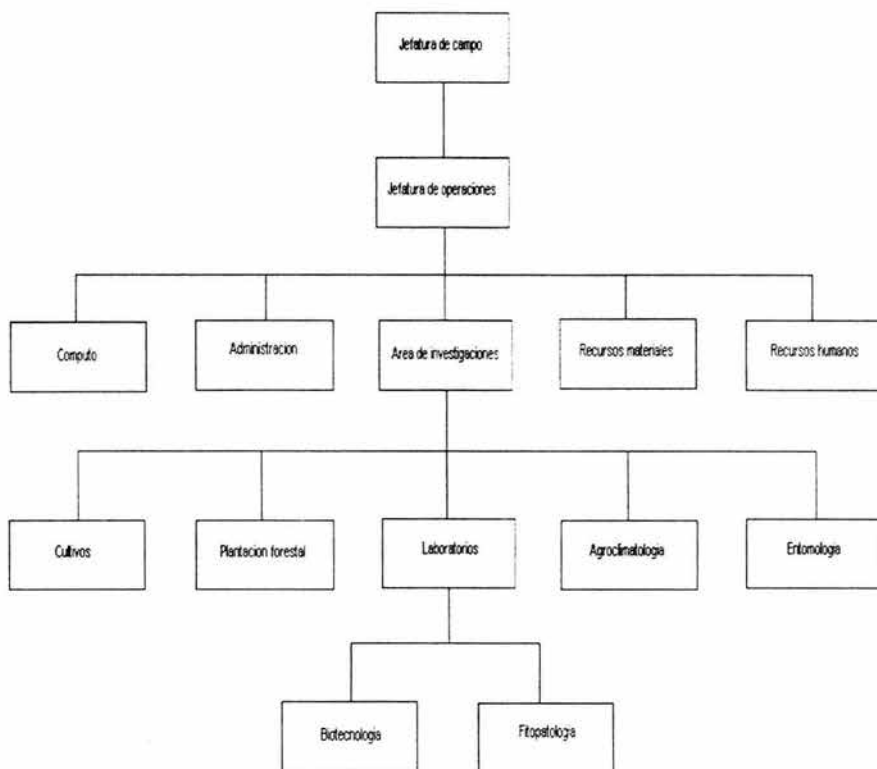 Jefatura de campo
Jefatura de operaciones
Computo
Administracion
Area de investigaciones
Recursos materiales
Recursos humanos
Cultivos
Plantacion forestal
Laboratorios
Agroclimatologia
Entomologia
Biotecnologia
Fitopatologia